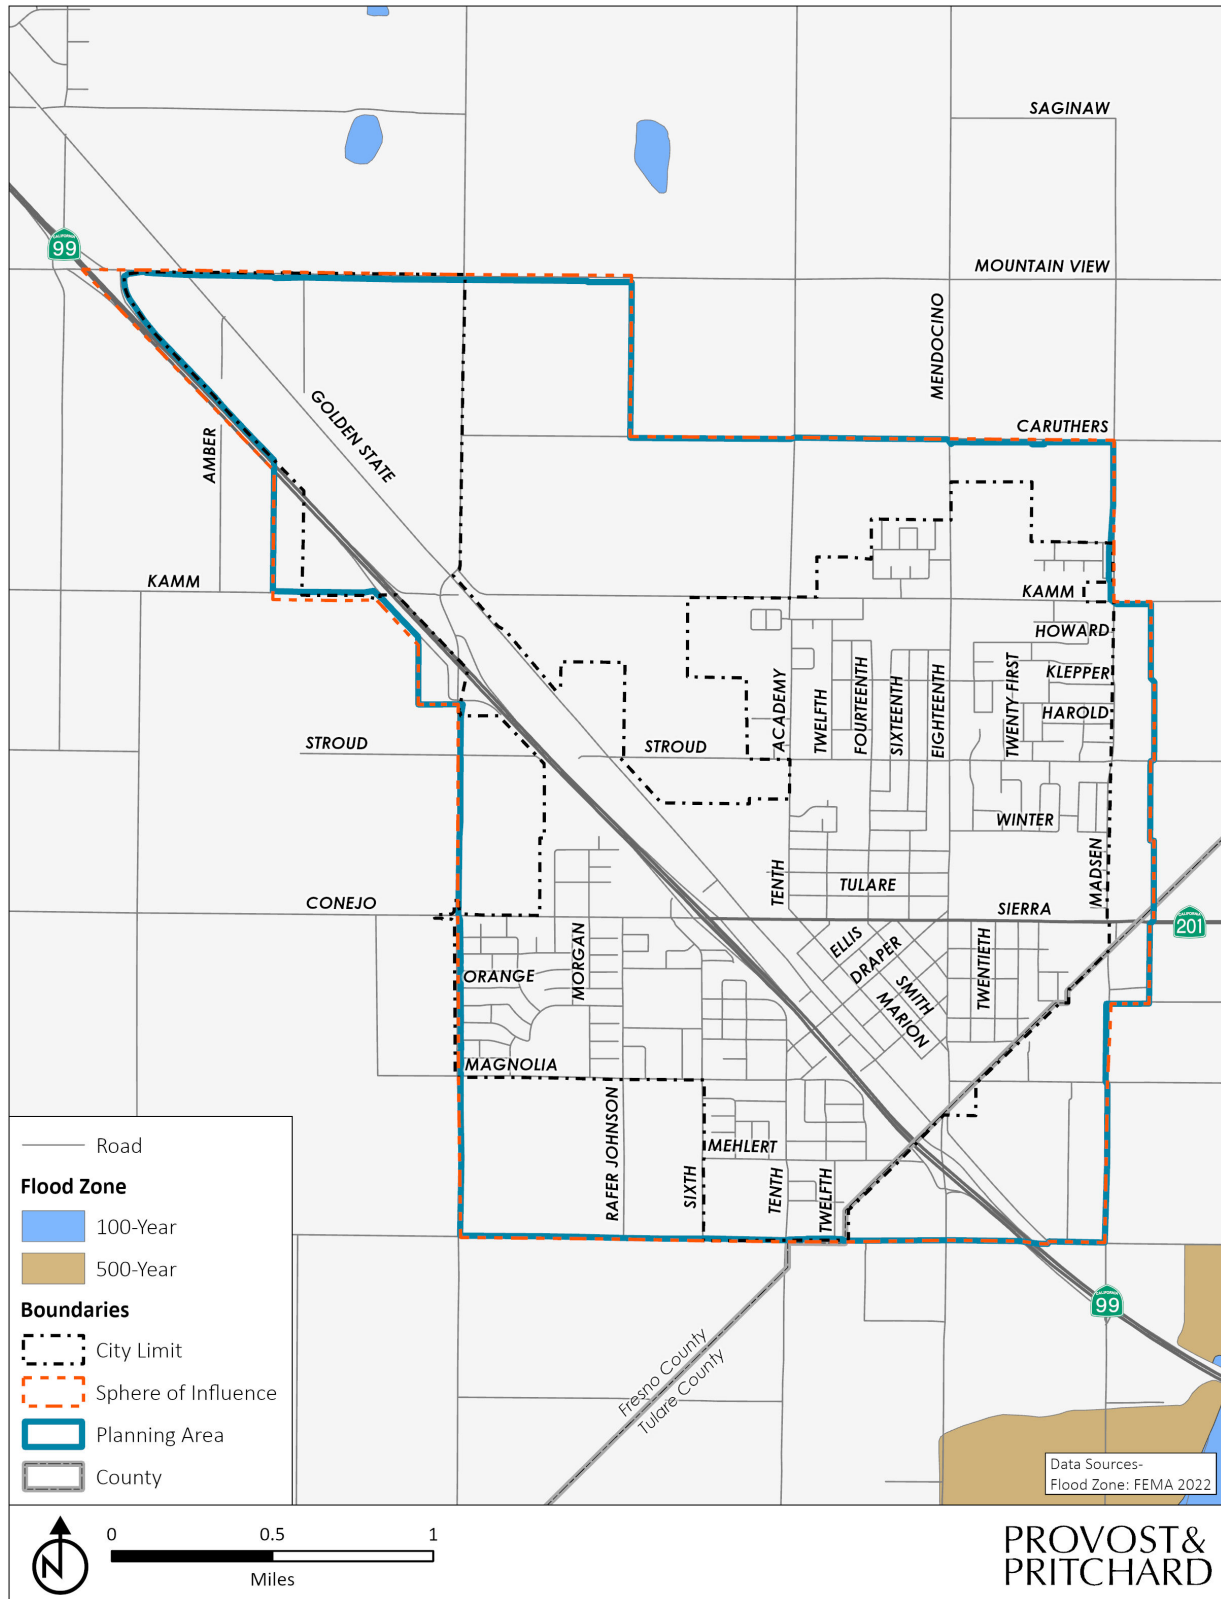 SAGINAW
CALIFORNIA
99
MOUNTAIN VIEW
MENDOCINO
GOLDEN STATE
CARUTHERS
AMBER
KAMM
KAMM
HOWARD
KLEPPER
HAROLD
TWENTY FIRST
ACADEMY
TWELFTH
FOURTEENTH
SIXTEENTH
EIGHTEENTH
STROUD
STROUD
WINTER
MADSEN
TENTH
TULARE
CONEJO
SIERRA
CALIFORNIA
201
ELLIS
DRAPER
SMITH
MARION
TWENTIETH
MORGAN
ORANGE
MAGNOLIA
RAFER JOHNSON
SIXTH
MEHLERT
TENTH
TWELFTH
CALIFORNIA
99
Fresno County
Tulare County
Road
Flood Zone
100-Year
500-Year
Boundaries
City Limit
Sphere of Influence
Planning Area
County
Data Sources-
Flood Zone: FEMA 2022
N
0 0.5 1
Miles
PROVOST&
PRITCHARD